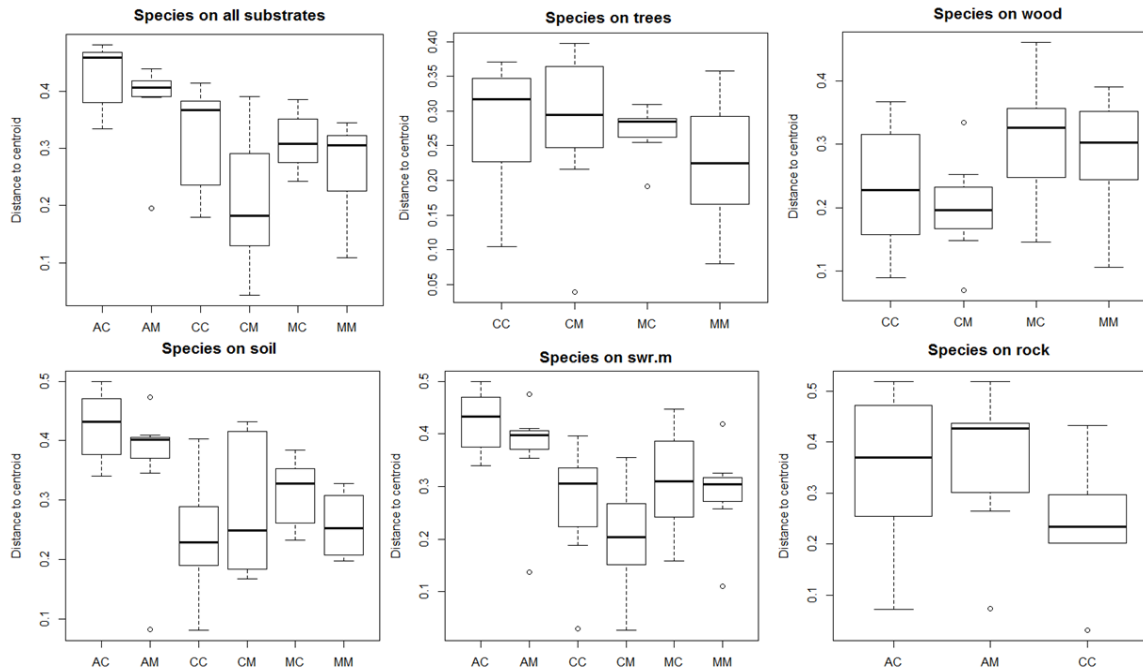 Species on all substrates
Distance to centroid
0.4
0.3
0.2
0.1
AC AM CC CM MC MM
Species on trees
Distance to centroid
0.40
0.35
0.30
0.25
0.20
0.15
0.10
0.05
CC CM MC MM
Species on wood
Distance to centroid
0.4
0.3
0.2
0.1
CC CM MC MM
Species on soil
Distance to centroid
0.5
0.4
0.3
0.2
0.1
AC AM CC CM MC MM
Species on swr.m
Distance to centroid
0.5
0.4
0.3
0.2
0.1
AC AM CC CM MC MM
Species on rock
Distance to centroid
0.5
0.4
0.3
0.2
0.1
AC AM CC